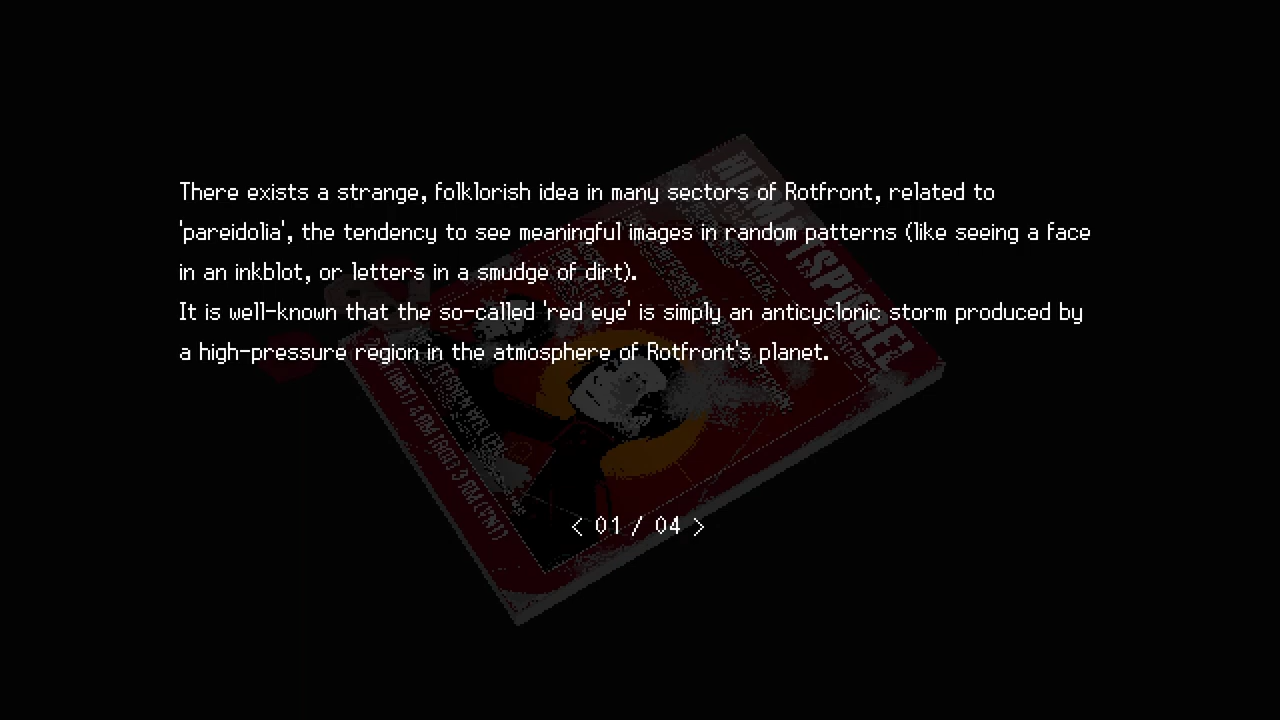 There exists a strange, folklorish idea in many sectors of Rotfront, related to
'pareidolia', the tendency to see meaningful images in random patterns (like seeing a face
in an inkblot, or letters in a smudge of dirt).
It is well-known that the so-called 'red eye' is simply an anticyclonic storm produced by
a high-pressure region in the atmosphere of Rotfront's planet.
< 01 / 04 >